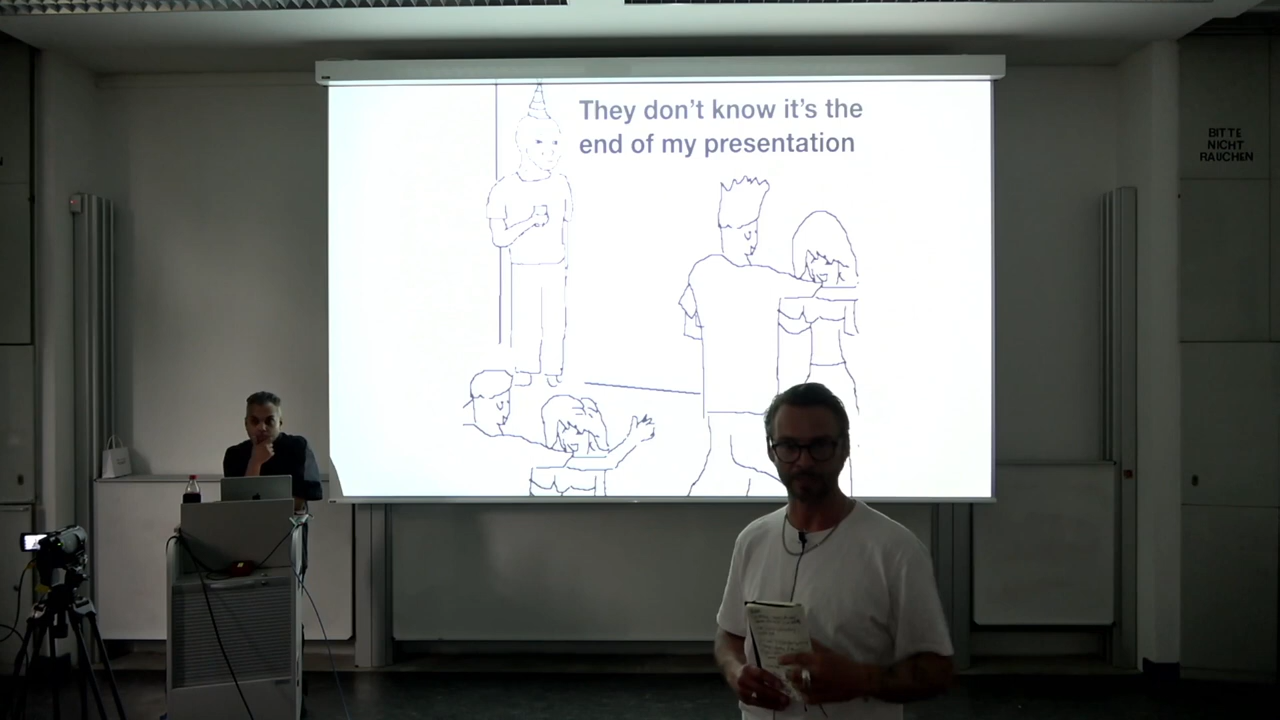 They don't know it's the
end of my presentation
BITTE
NICHT
RAUCHEN